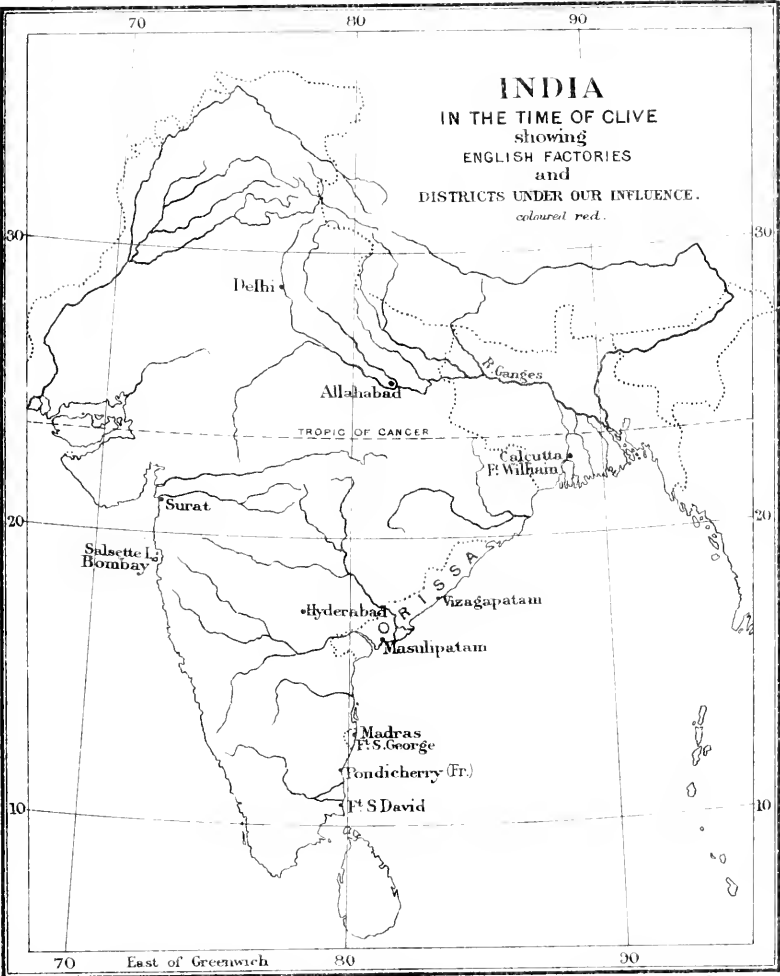 70 80 90
INDIA
IN THE TIME OF CLIVE
showing
ENGLISH FACTORIES
and
DISTRICTS UNDER OUR INFLUENCE.
coloured red.
30 30
Delhi
R. Ganges
Allahabad
TROPIC OF CANCER
Calcutta
Ft. William
Surat
20 20
Salsette I.
Bombay
ORISSA
Hyderabad
Vizagapatam
Masulipatam
Madras
Ft. S. George
Pondicherry (Fr.)
10 10
Ft. S David
70 East of Greenwich 80 90